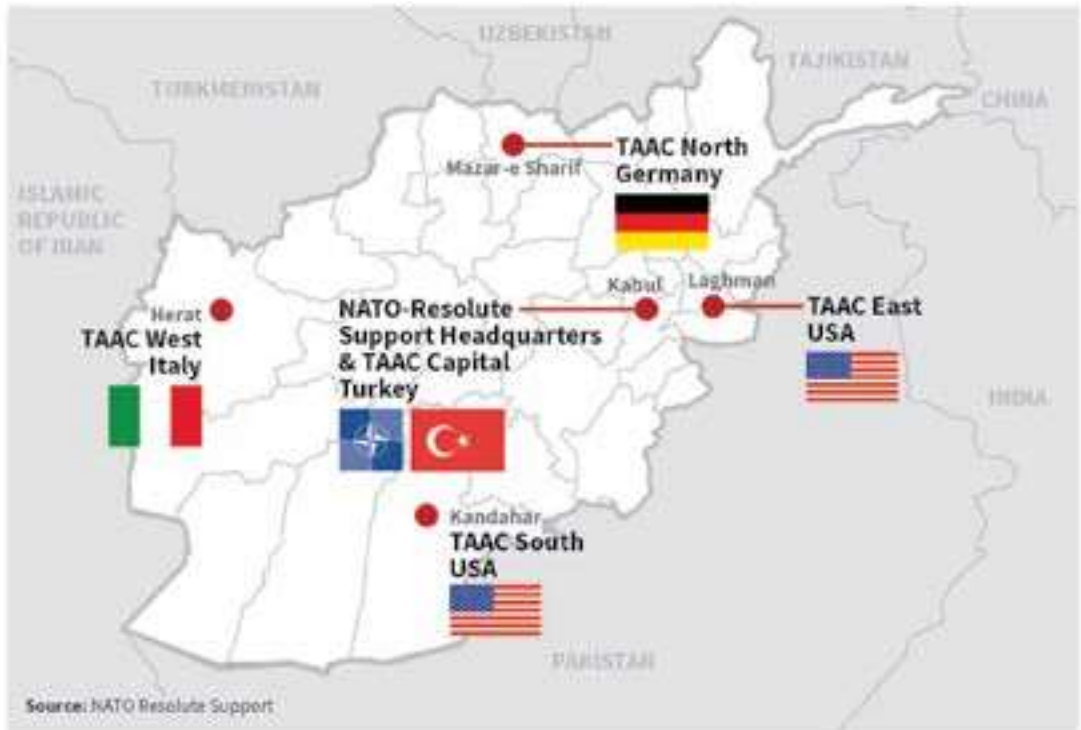 UZBEKISTAN
TAJIKISTAN
TURKMENISTAN
CHINA
TAAC North
Germany
Mazar-e Sharif
ISLAMIC
REPUBLIC
OF IRAN
Kabul
Laghman
Herat
TAAC West
Italy
NATO-Resolute
Support Headquarters
& TAAC Capital
Turkey
TAAC East
USA
INDIA
Kandahar
TAAC South
USA
PAKISTAN
Source: NATO Resolute Support